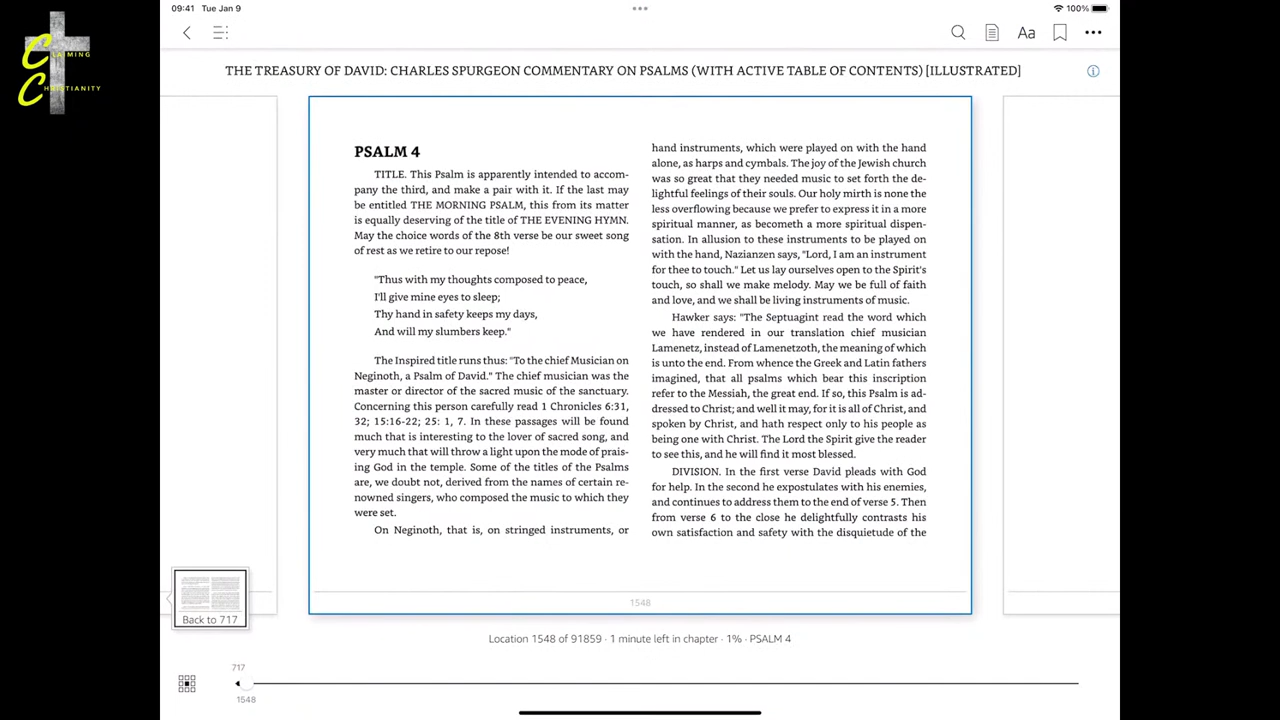 09:41 Tue Jan 9
100%
CLAIMING
CHRISTIANITY
Aa
THE TREASURY OF DAVID: CHARLES SPURGEON COMMENTARY ON PSALMS (WITH ACTIVE TABLE OF CONTENTS) [ILLUSTRATED]
PSALM 4
TITLE. This Psalm is apparently intended to accom-
pany the third, and make a pair with it. If the last may
be entitled THE MORNING PSALM, this from its matter
is equally deserving of the title of THE EVENING HYMN.
May the choice words of the 8th verse be our sweet song
of rest as we retire to our repose!
"Thus with my thoughts composed to peace,
I'll give mine eyes to sleep;
Thy hand in safety keeps my days,
And will my slumbers keep."
The Inspired title runs thus: "To the chief Musician on
Neginoth, a Psalm of David." The chief musician was the
master or director of the sacred music of the sanctuary.
Concerning this person carefully read 1 Chronicles 6:31,
32; 15:16-22; 25: 1, 7. In these passages will be found
much that is interesting to the lover of sacred song, and
very much that will throw a light upon the mode of prais-
ing God in the temple. Some of the titles of the Psalms
are, we doubt not, derived from the names of certain re-
nowned singers, who composed the music to which they
were set.
On Neginoth, that is, on stringed instruments, or
hand instruments, which were played on with the hand
alone, as harps and cymbals. The joy of the Jewish church
was so great that they needed music to set forth the de-
lightful feelings of their souls. Our holy mirth is none the
less overflowing because we prefer to express it in a more
spiritual manner, as becometh a more spiritual dispen-
sation. In allusion to these instruments to be played on
with the hand, Nazianzen says, "Lord, I am an instrument
for thee to touch." Let us lay ourselves open to the Spirit's
touch, so shall we make melody. May we be full of faith
and love, and we shall be living instruments of music.
Hawker says: "The Septuagint read the word which
we have rendered in our translation chief musician
Lamenetz, instead of Lamenetzoth, the meaning of which
is unto the end. From whence the Greek and Latin fathers
imagined, that all psalms which bear this inscription
refer to the Messiah, the great end. If so, this Psalm is ad-
dressed to Christ; and well it may, for it is all of Christ, and
spoken by Christ, and hath respect only to his people as
being one with Christ. The Lord the Spirit give the reader
to see this, and he will find it most blessed.
DIVISION. In the first verse David pleads with God
for help. In the second he expostulates with his enemies,
and continues to address them to the end of verse 5. Then
from verse 6 to the close he delightfully contrasts his
own satisfaction and safety with the disquietude of the
1548
Back to 717
Location 1548 of 91859 · 1 minute left in chapter · 1% · PSALM 4
717
1548